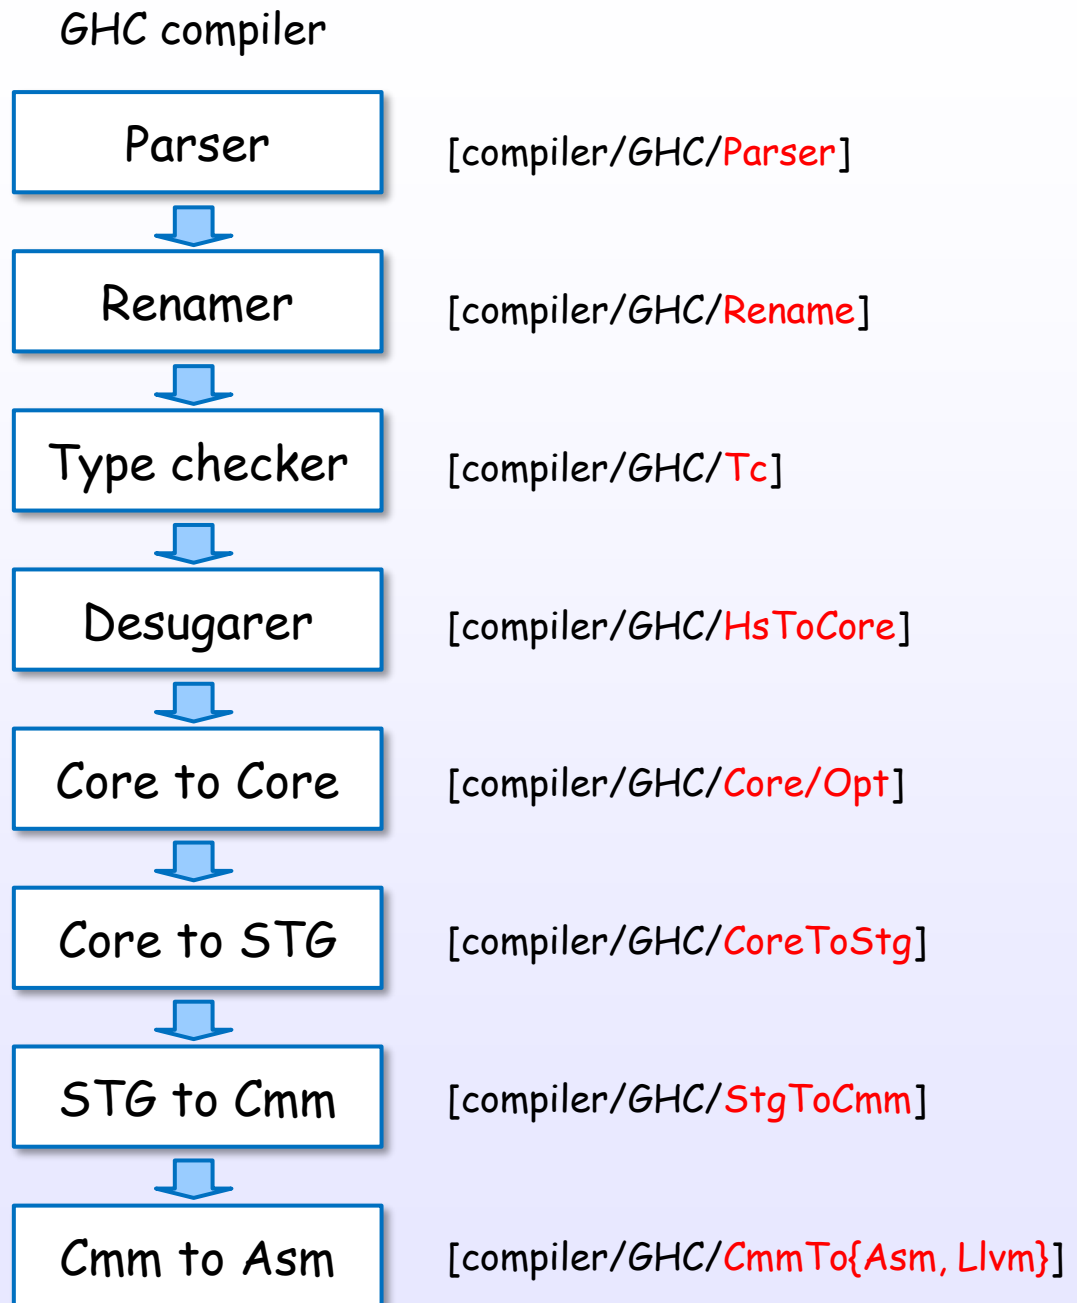 GHC compiler
Parser [compiler/GHC/Parser]
Renamer [compiler/GHC/Rename]
Type checker [compiler/GHC/Tc]
Desugarer [compiler/GHC/HsToCore]
Core to Core [compiler/GHC/Core/Opt]
Core to STG [compiler/GHC/CoreToStg]
STG to Cmm [compiler/GHC/StgToCmm]
Cmm to Asm [compiler/GHC/CmmTo{Asm, Llvm}]